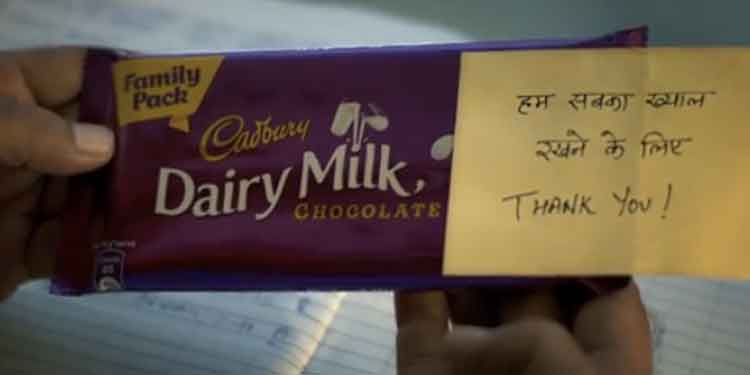 Family
Pack
Cadbury
Dairy Milk
CHOCOLATE
हम सबका ख्याल
रखने के लिए
THANK YOU!